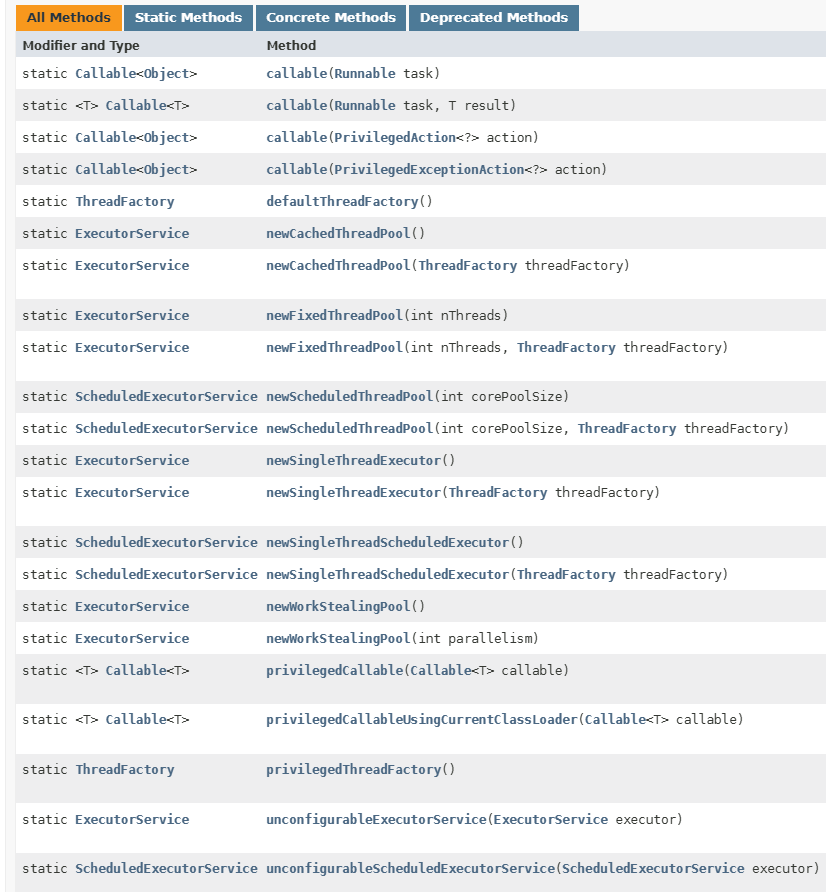 All Methods Static Methods Concrete Methods Deprecated Methods
Modifier and Type Method
static Callable<Object> callable(Runnable task)
static <T> Callable<T> callable(Runnable task, T result)
static Callable<Object> callable(PrivilegedAction<?> action)
static Callable<Object> callable(PrivilegedExceptionAction<?> action)
static ThreadFactory defaultThreadFactory()
static ExecutorService newCachedThreadPool()
static ExecutorService newCachedThreadPool(ThreadFactory threadFactory)
static ExecutorService newFixedThreadPool(int nThreads)
static ExecutorService newFixedThreadPool(int nThreads, ThreadFactory threadFactory)
static ScheduledExecutorService newScheduledThreadPool(int corePoolSize)
static ScheduledExecutorService newScheduledThreadPool(int corePoolSize, ThreadFactory threadFactory)
static ExecutorService newSingleThreadExecutor()
static ExecutorService newSingleThreadExecutor(ThreadFactory threadFactory)
static ScheduledExecutorService newSingleThreadScheduledExecutor()
static ScheduledExecutorService newSingleThreadScheduledExecutor(ThreadFactory threadFactory)
static ExecutorService newWorkStealingPool()
static ExecutorService newWorkStealingPool(int parallelism)
static <T> Callable<T> privilegedCallable(Callable<T> callable)
static <T> Callable<T> privilegedCallableUsingCurrentClassLoader(Callable<T> callable)
static ThreadFactory privilegedThreadFactory()
static ExecutorService unconfigurableExecutorService(ExecutorService executor)
static ScheduledExecutorService unconfigurableScheduledExecutorService(ScheduledExecutorService executor)